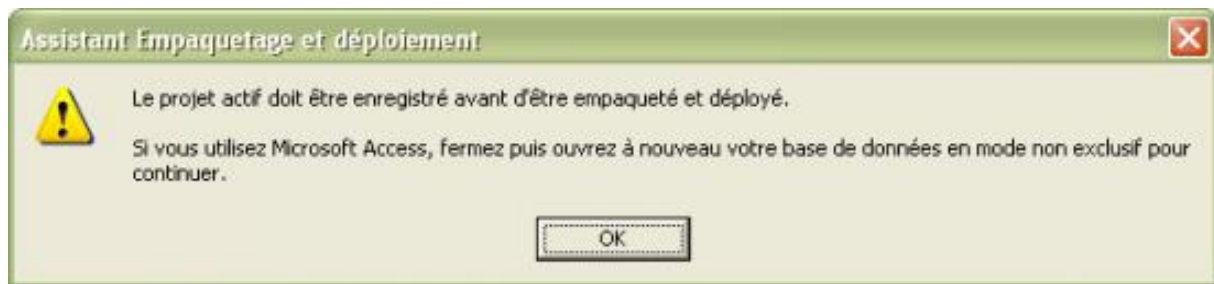 Assistant Empaquetage et déploiement
Le projet actif doit être enregistré avant d'être empaqueté et déployé.
Si vous utilisez Microsoft Access, fermez puis ouvrez à nouveau votre base de données en mode non exclusif pour
continuer.
OK